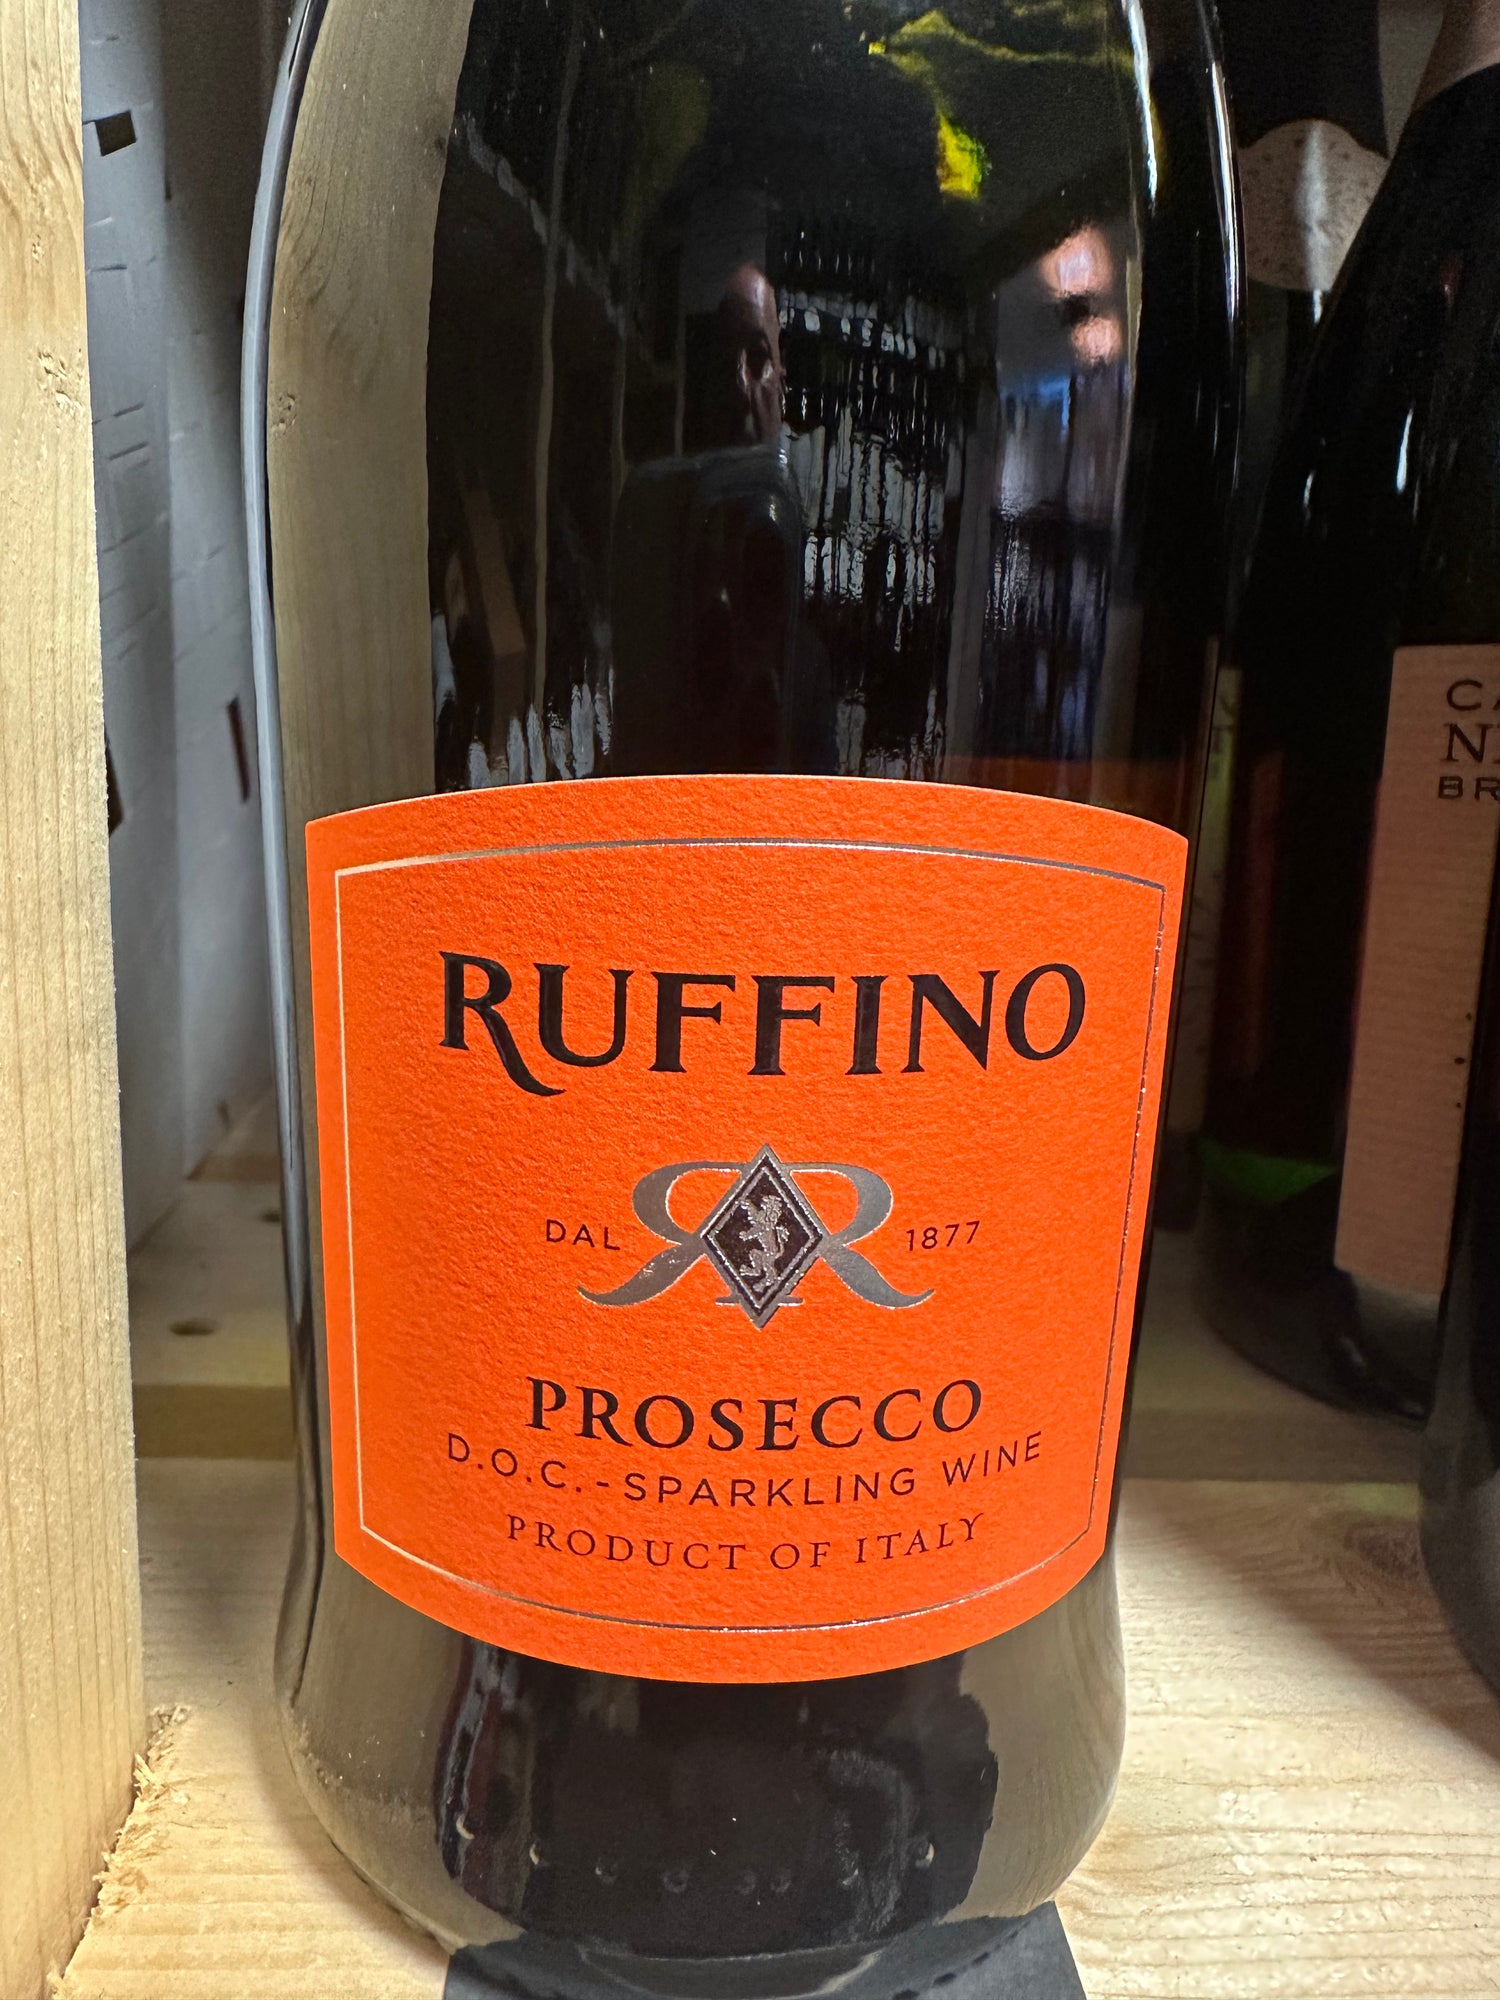 RUFFINO
DAL 1877
PROSECCO
D.O.C.-SPARKLING WINE
PRODUCT OF ITALY